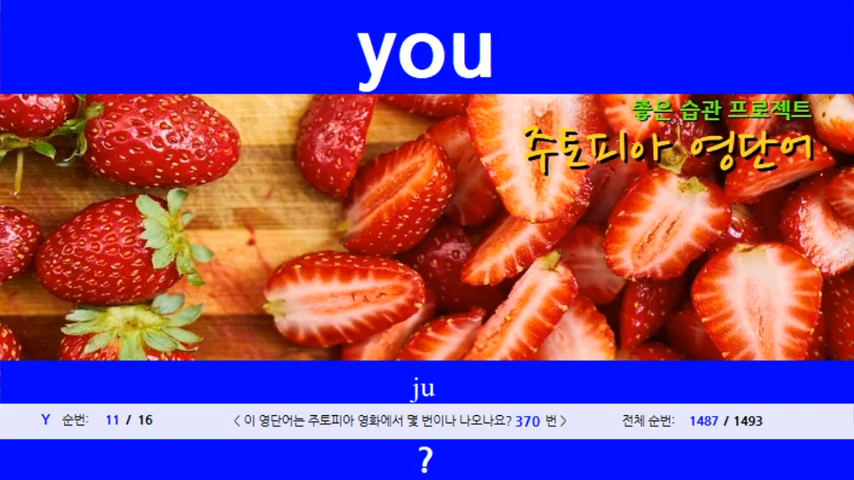 you
좋은 습관 프로젝트
주토피아 영단어
ju
Y 순번: 11 / 16 < 이 영단어는 주토피아 영화에서 몇 번이나 나오나요? 370 번 > 전체 순번: 1487 / 1493
?